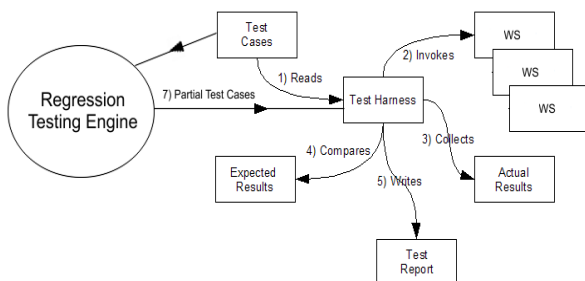 Test
Cases
WS
2) Invokes
WS
1) Reads
Regression
Testing Engine
7) Partial Test Cases
Test Harness
WS
3) Collects
4) Compares
Expected
Results
5) Writes
Actual
Results
Test
Report